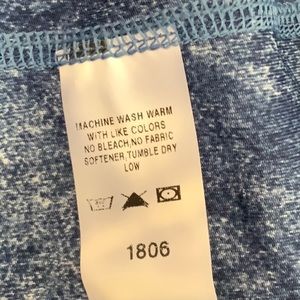 MACHINE WASH WARM
WITH LIKE COLORS
NO BLEACH,NO FABRIC
SOFTENER,TUMBLE DRY
LOW
1806